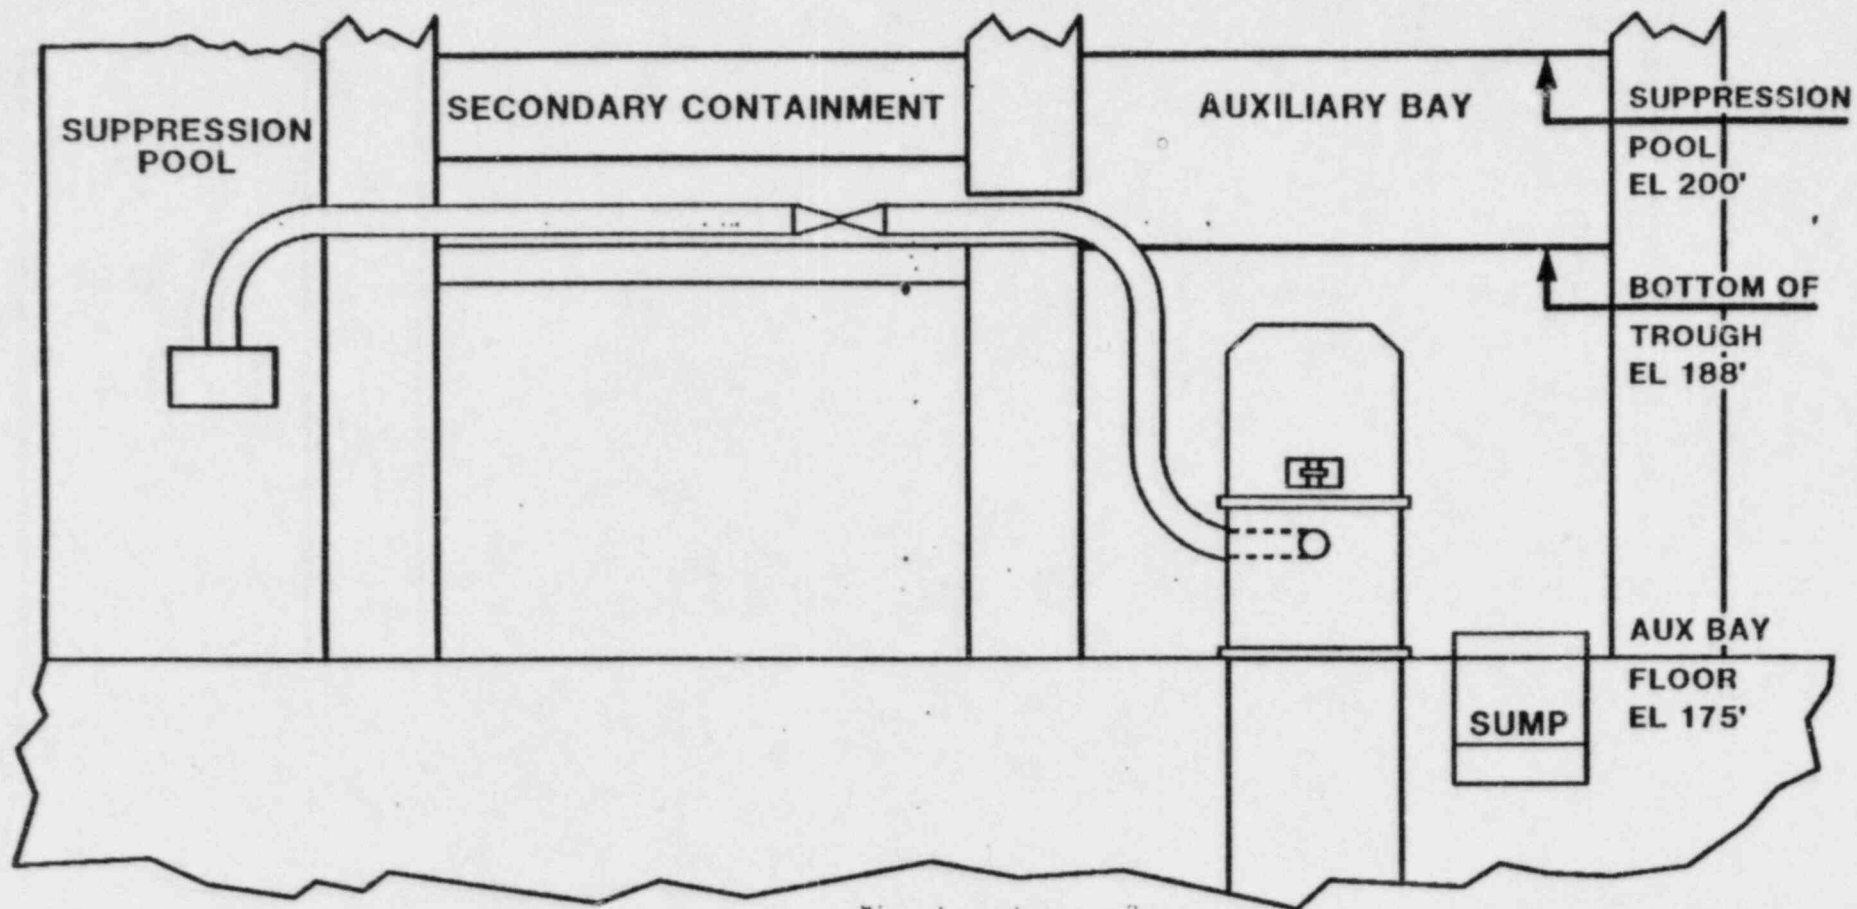 SUPPRESSION
POOL
SECONDARY CONTAINMENT
AUXILIARY BAY
SUPPRESSION
POOL
EL 200'
BOTTOM OF
TROUGH
EL 188'
AUX BAY
FLOOR
EL 175'
SUMP